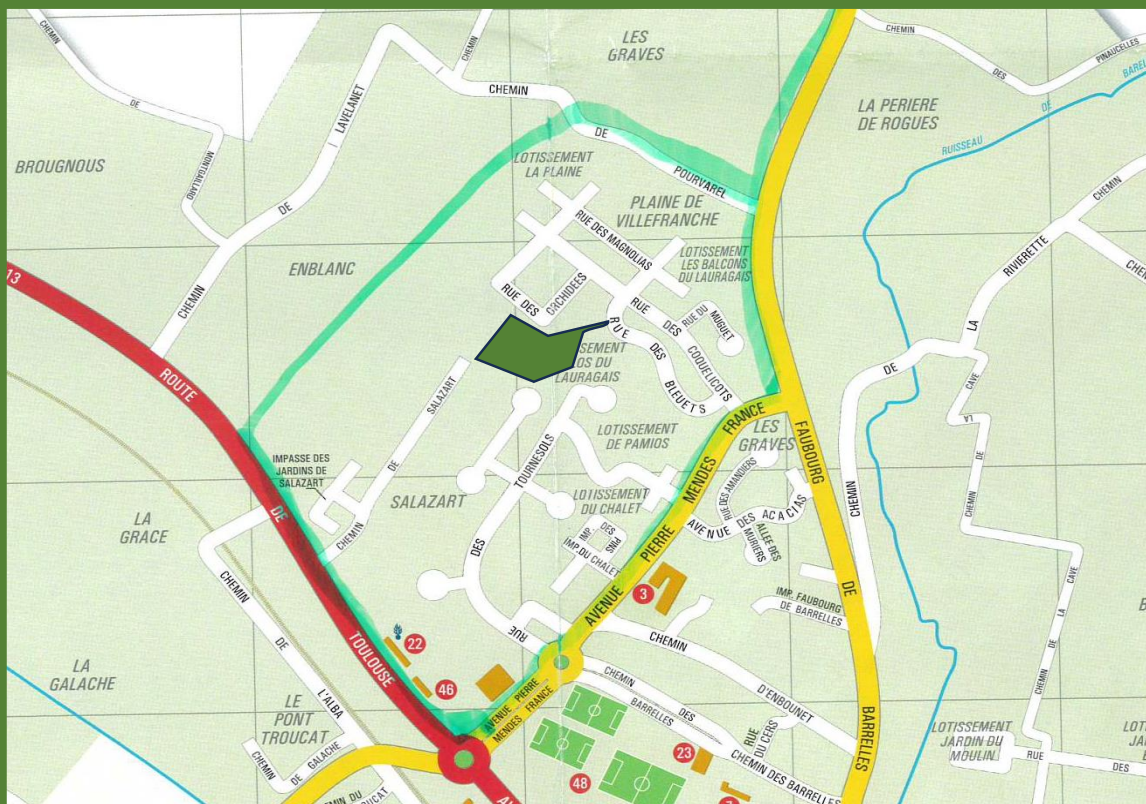 LES
GRAVES
CHEMIN
DES
PINAUCELLES
CHEMIN
DE
MONTGAILLARD
LAVELANET
DE
CHEMIN
CHEMIN
CHEMIN
DE
POURVAREL
LA PERIERE
DE ROGUES
RUISSEAU
DE
BROUGNOUS
LOTISSEMENT
LA PLAINE
PLAINE DE
VILLEFRANCHE
RUE DES MAGNOLIAS
LOTISSEMENT
LES BALCONS
DU LAURAGAIS
ENBLANC
RUE DES
ORCHIDEES
RUE DES COQUELICOTS
RUE DU
MUGUET
RUE DES BLEUETS
SEMENT
OS DU
LAURAGAIS
CHEMIN
RIVIERETTE
LA
DE
CHEMIN
13
ROUTE
DE
TOULOUSE
CHEMIN
DE
SALAZART
IMPASSE DES
JARDINS DE
SALAZART
SALAZART
RUE
DES
TOURNESOLS
LOTISSEMENT
DE PAMIOS
LOTISSEMENT
DU CHALET
IMP.
DES
PINS
IMP. DU CHALET
AVENUE PIERRE MENDES FRANCE
LES
GRAVES
RUE DES AMANDIERS
AVENUE DES ACACIAS
ALLEE DES
MURIERS
FAUBOURG
DE
BARRELLES
CHEMIN
DE
LA
CAVE
CHEMIN
DE LA CAVE
LA
GRACE
CHEMIN
DE
L'ALBA
LA
GALACHE
LE
PONT
TROUCAT
DE GALACHE
CHEMIN DU
22
46
3
AVENUE PIERRE
MENDES FRANCE
IMP. FAUBOURG
DE BARRELLES
CHEMIN
D'ENBOUNET
CHEMIN
DES
BARRELLES
RUE
DU CERS
CHEMIN DES BARRELLES
23
48
LOTISSEMENT
JARDIN DU
MOULIN
RUE
DES